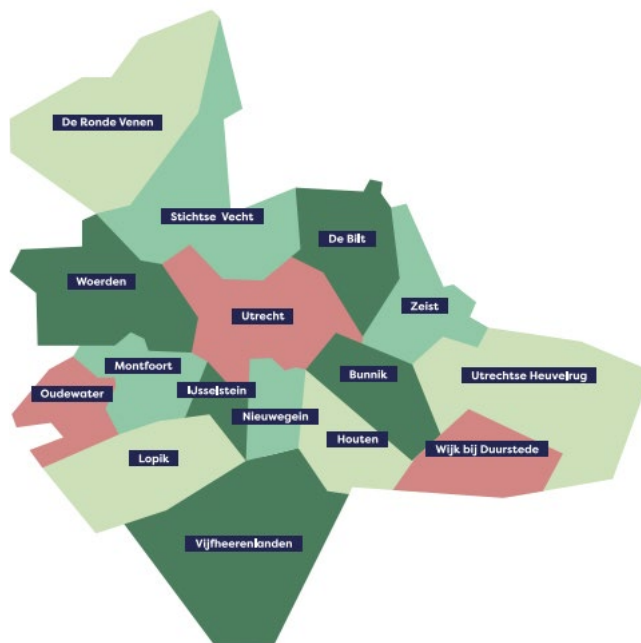 De Ronde Venen
Stichtse Vecht
De Bilt
Woerden
Zeist
Utrecht
Montfoort
Bunnik
Utrechtse Heuvelrug
Oudewater
IJsselstein
Nieuwegein
Houten
Wijk bij Duurstede
Lopik
Vijfheerenlanden